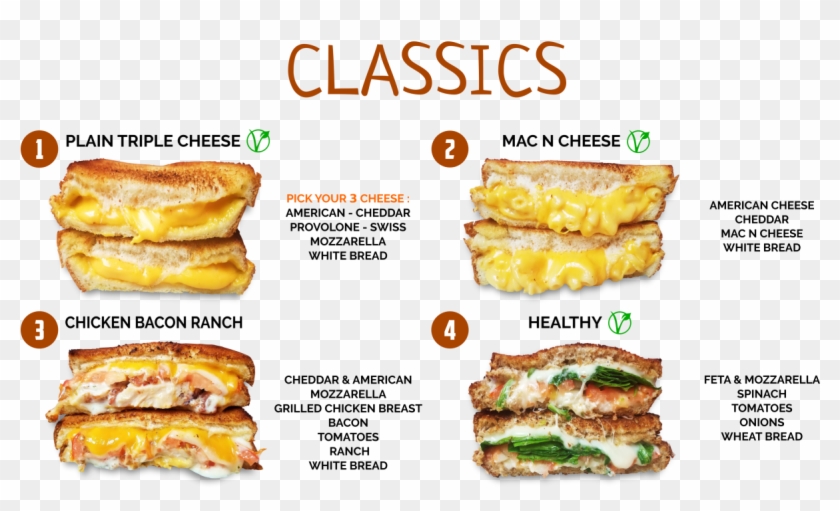 CLASSICS
1 PLAIN TRIPLE CHEESE
PICK YOUR 3 CHEESE :
AMERICAN - CHEDDAR
PROVOLONE - SWISS
MOZZARELLA
WHITE BREAD
2 MAC N CHEESE
AMERICAN CHEESE
CHEDDAR
MAC N CHEESE
WHITE BREAD
3 CHICKEN BACON RANCH
CHEDDAR & AMERICAN
MOZZARELLA
GRILLED CHICKEN BREAST
BACON
TOMATOES
RANCH
WHITE BREAD
4 HEALTHY
FETA & MOZZARELLA
SPINACH
TOMATOES
ONIONS
WHEAT BREAD